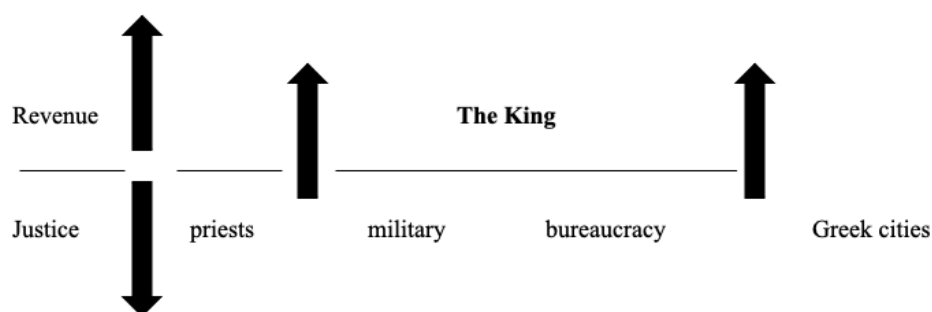 Revenue The King
Justice priests military bureaucracy Greek cities